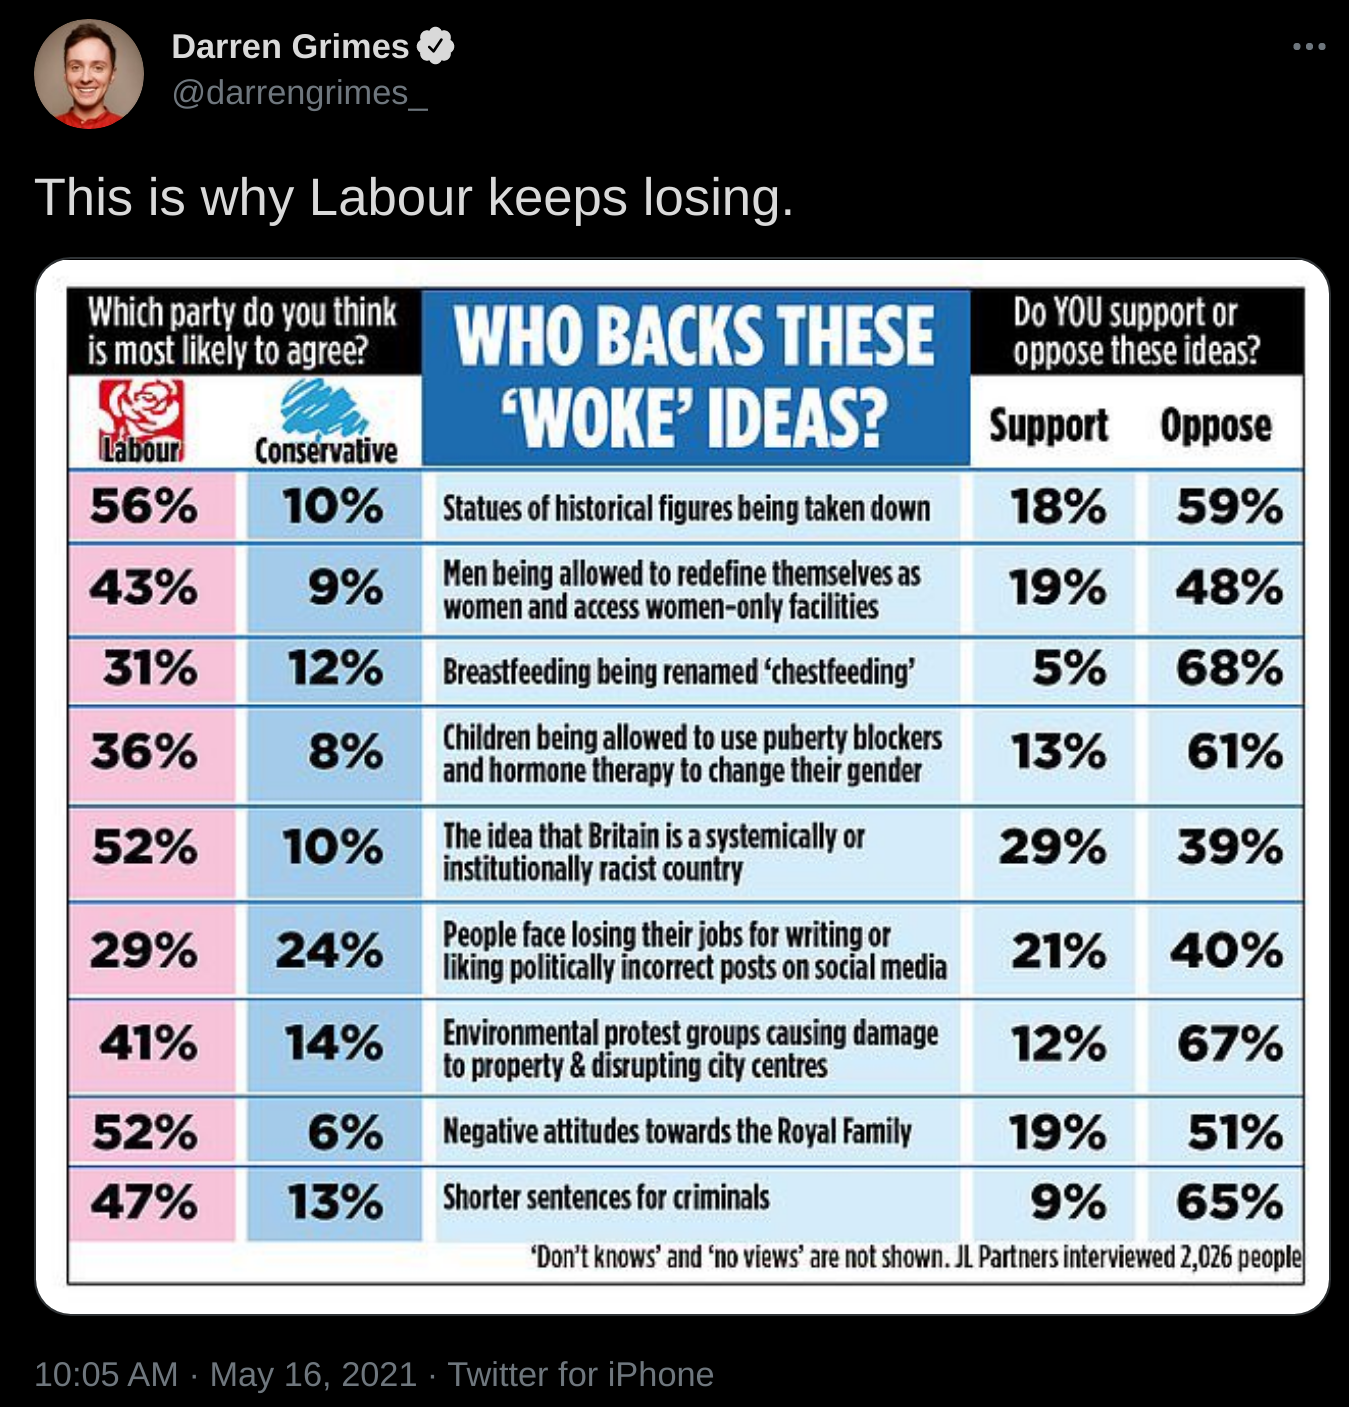 Darren Grimes
@darrengrimes_
This is why Labour keeps losing.
Which party do you think
is most likely to agree?
WHO BACKS THESE
‘WOKE’ IDEAS?
Do YOU support or
oppose these ideas?
Labour Conservative Support Oppose
56% 10% Statues of historical figures being taken down 18% 59%
43% 9% Men being allowed to redefine themselves as
women and access women-only facilities 19% 48%
31% 12% Breastfeeding being renamed ‘chestfeeding’ 5% 68%
36% 8% Children being allowed to use puberty blockers
and hormone therapy to change their gender 13% 61%
52% 10% The idea that Britain is a systemically or
institutionally racist country 29% 39%
29% 24% People face losing their jobs for writing or
liking politically incorrect posts on social media 21% 40%
41% 14% Environmental protest groups causing damage
to property & disrupting city centres 12% 67%
52% 6% Negative attitudes towards the Royal Family 19% 51%
47% 13% Shorter sentences for criminals 9% 65%
‘Don’t knows’ and ‘no views’ are not shown. JL Partners interviewed 2,026 people
10:05 AM · May 16, 2021 · Twitter for iPhone